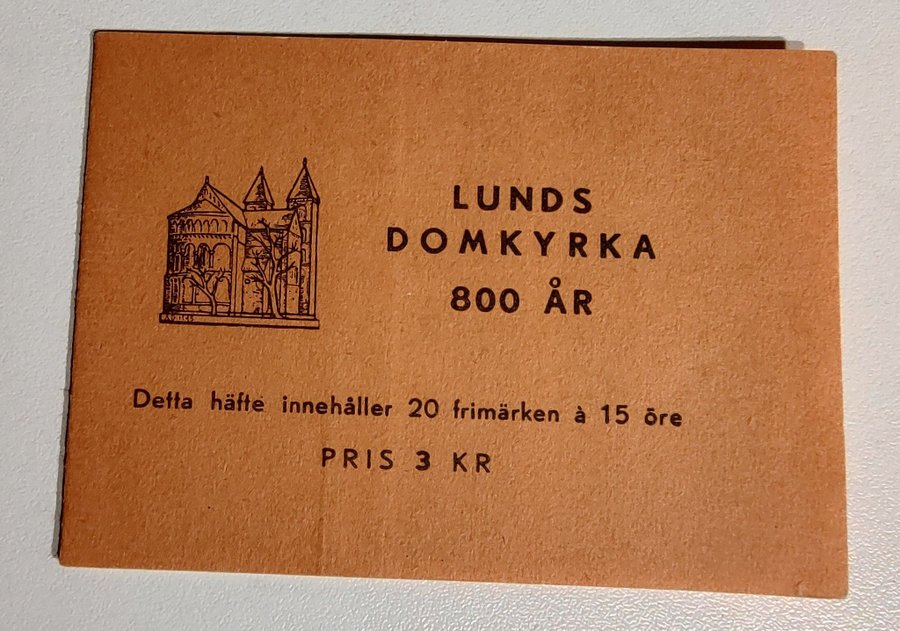 LUNDS
DOMKYRKA
800 ÅR
Detta häfte innehåller 20 frimärken à 15 öre
PRIS 3 KR